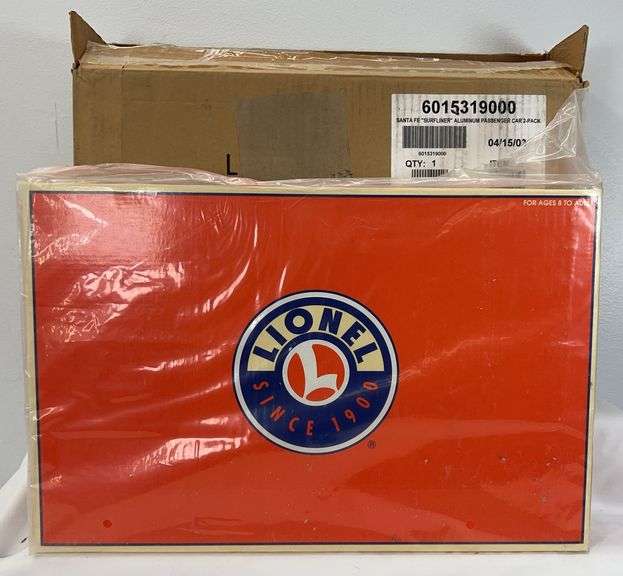 6015319000
SANTA FE "SURFLINER" ALUMINUM PASSENGER CAR 2-PACK
04/15/02
6015319000
QTY: 1
L
FOR AGES 8 TO
LIONEL
L
SINCE 1900
®